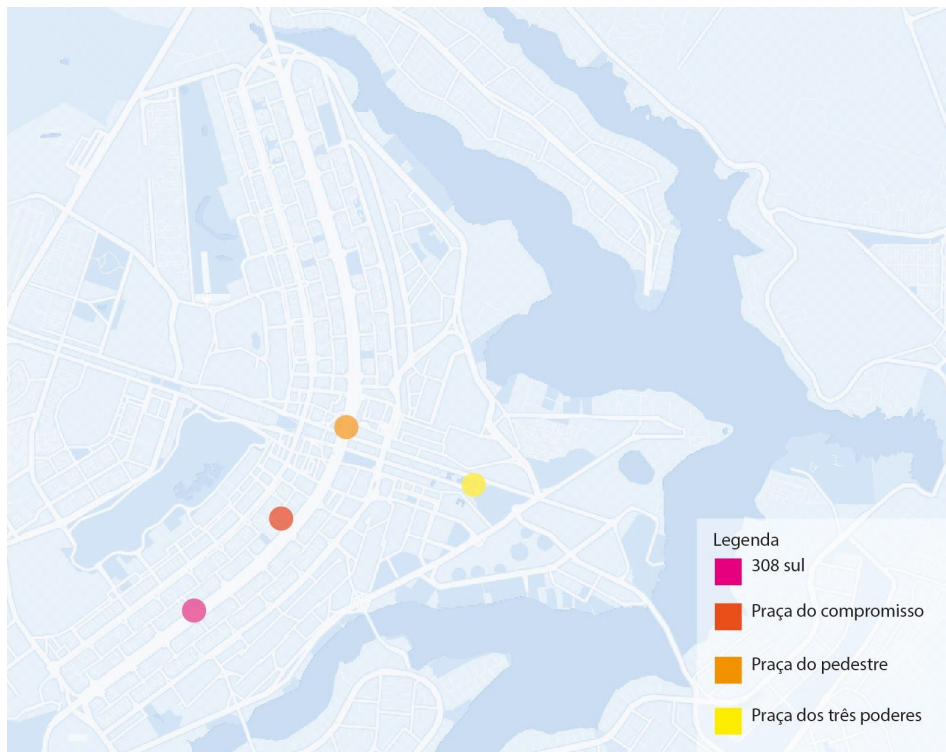 Legenda
308 sul
Praça do compromisso
Praça do pedestre
Praça dos três poderes